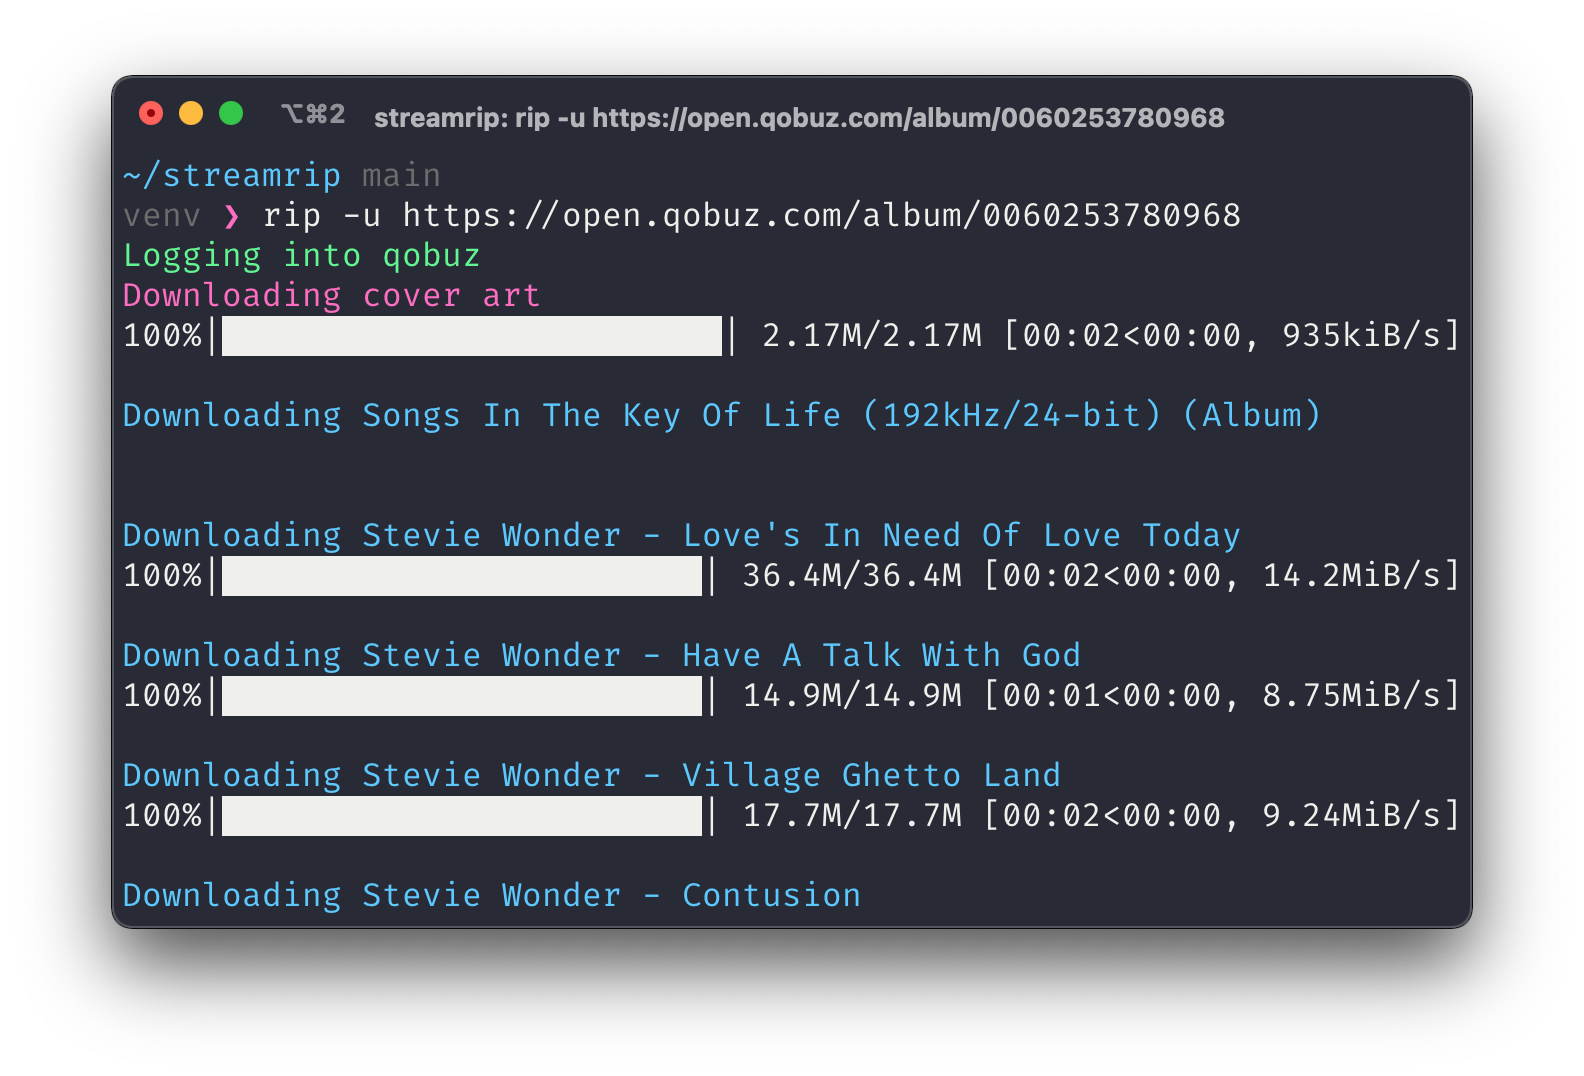 ⌥⌘2 streamrip: rip -u https://open.qobuz.com/album/0060253780968
~/streamrip main
venv ❯ rip -u https://open.qobuz.com/album/0060253780968
Logging into qobuz
Downloading cover art
100%| | 2.17M/2.17M [00:02<00:00, 935kiB/s]
Downloading Songs In The Key Of Life (192kHz/24-bit) (Album)
Downloading Stevie Wonder - Love's In Need Of Love Today
100%| | 36.4M/36.4M [00:02<00:00, 14.2MiB/s]
Downloading Stevie Wonder - Have A Talk With God
100%| | 14.9M/14.9M [00:01<00:00, 8.75MiB/s]
Downloading Stevie Wonder - Village Ghetto Land
100%| | 17.7M/17.7M [00:02<00:00, 9.24MiB/s]
Downloading Stevie Wonder - Contusion